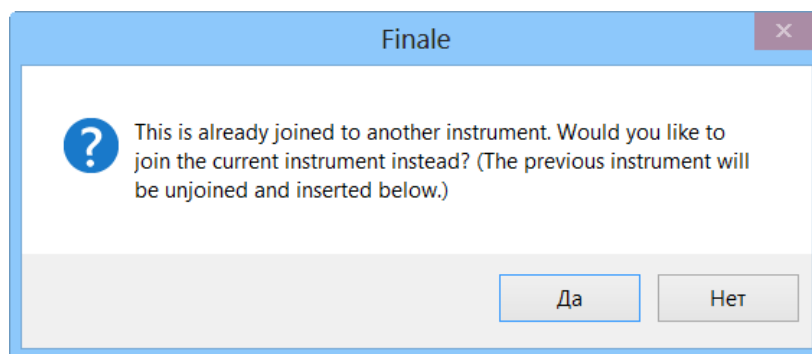 Finale
This is already joined to another instrument. Would you like to
join the current instrument instead? (The previous instrument will
be unjoined and inserted below.)
Да
Нет